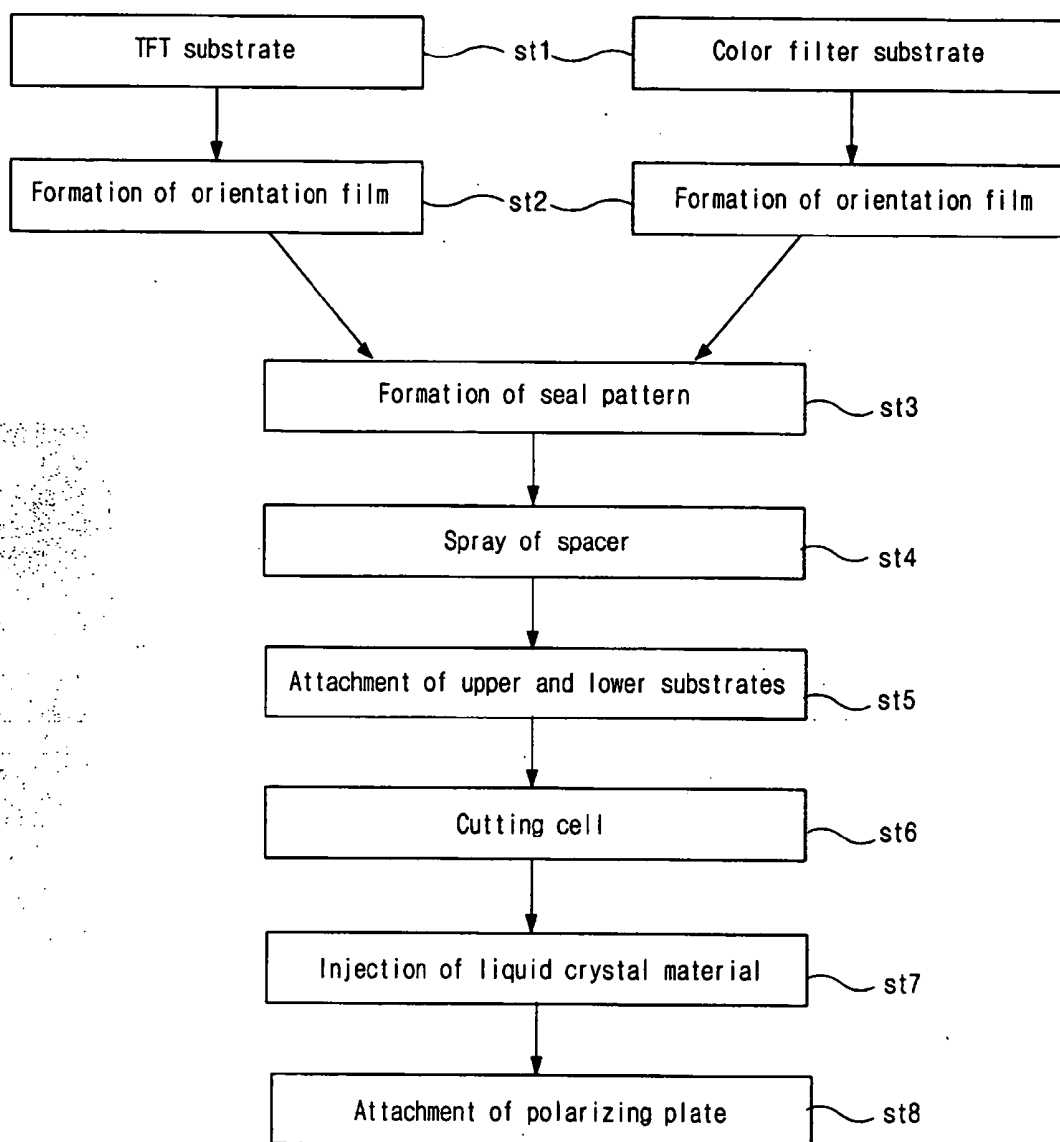 TFT substrate
st1
Color filter substrate
Formation of orientation film
st2
Formation of orientation film
Formation of seal pattern
st3
Spray of spacer
st4
Attachment of upper and lower substrates
st5
Cutting cell
st6
Injection of liquid crystal material
st7
Attachment of polarizing plate
st8